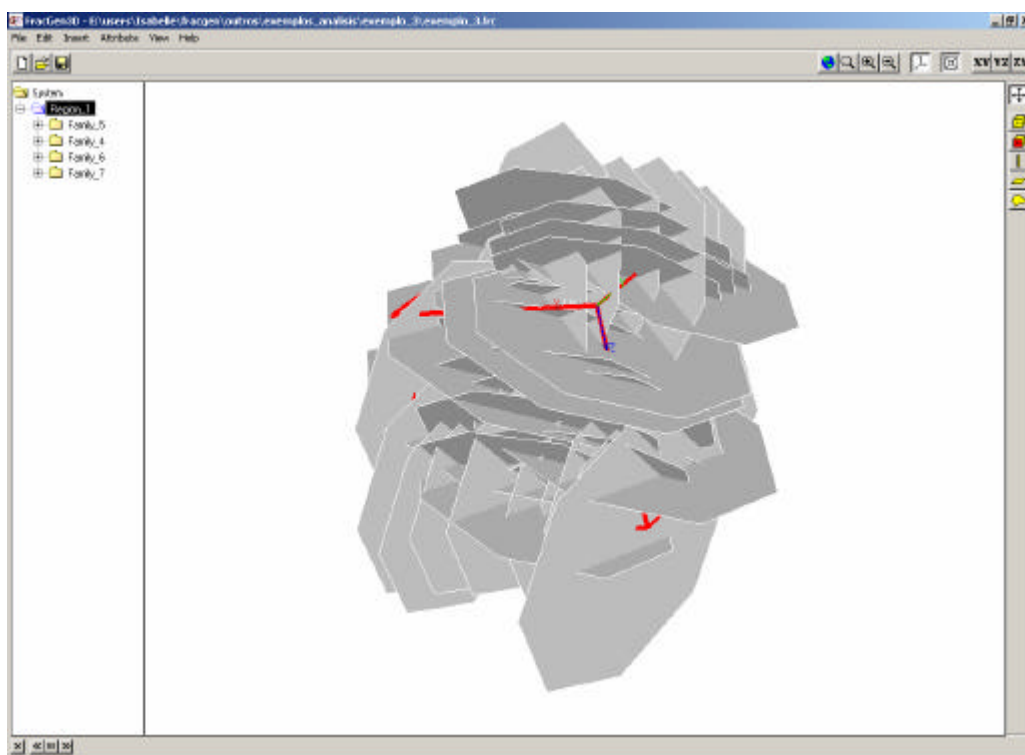 FracGen3D - E:\users\Isabelle\fracgen\outros\exemplos_analisis\exemplo_3\exemplo_3.frc
File Edit Insert Attribute View Help
XY YZ ZX
System
Region_1
Family_5
Family_4
Family_6
Family_7
X
Z